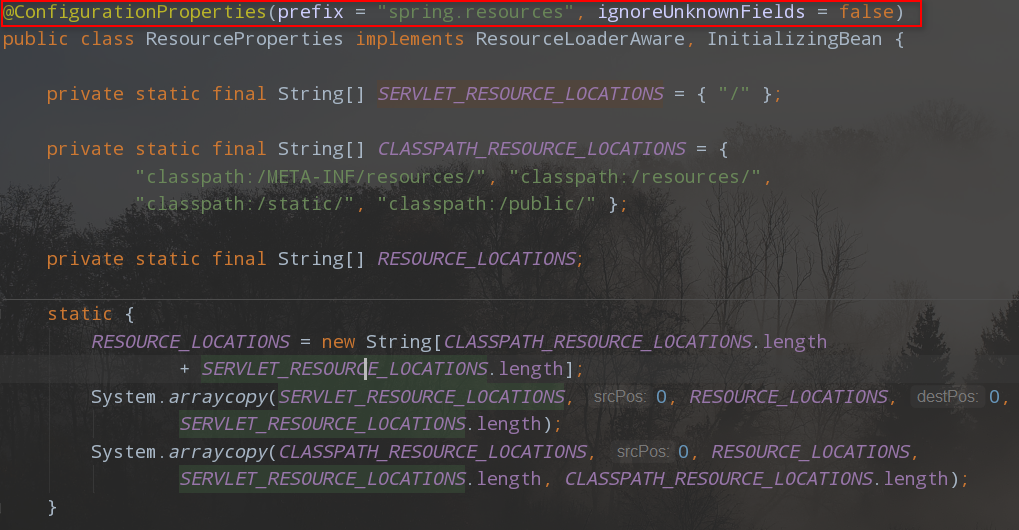 @ConfigurationProperties(prefix = "spring.resources", ignoreUnknownFields = false)
public class ResourceProperties implements ResourceLoaderAware, InitializingBean {
private static final String[] SERVLET_RESOURCE_LOCATIONS = { "/" };
private static final String[] CLASSPATH_RESOURCE_LOCATIONS = {
"classpath:/META-INF/resources/", "classpath:/resources/",
"classpath:/static/", "classpath:/public/" };
private static final String[] RESOURCE_LOCATIONS;
static {
RESOURCE_LOCATIONS = new String[CLASSPATH_RESOURCE_LOCATIONS.length
+ SERVLET_RESOURCE_LOCATIONS.length];
System.arraycopy(SERVLET_RESOURCE_LOCATIONS, srcPos: 0, RESOURCE_LOCATIONS, destPos: 0,
SERVLET_RESOURCE_LOCATIONS.length);
System.arraycopy(CLASSPATH_RESOURCE_LOCATIONS, srcPos: 0, RESOURCE_LOCATIONS,
SERVLET_RESOURCE_LOCATIONS.length, CLASSPATH_RESOURCE_LOCATIONS.length);
}